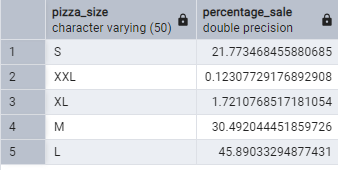 pizza_size percentage_sale
character varying (50) double precision
1 S 21.773468455880685
2 XXL 0.12307729176892908
3 XL 1.7210768517181054
4 M 30.492044451859726
5 L 45.89033294877431